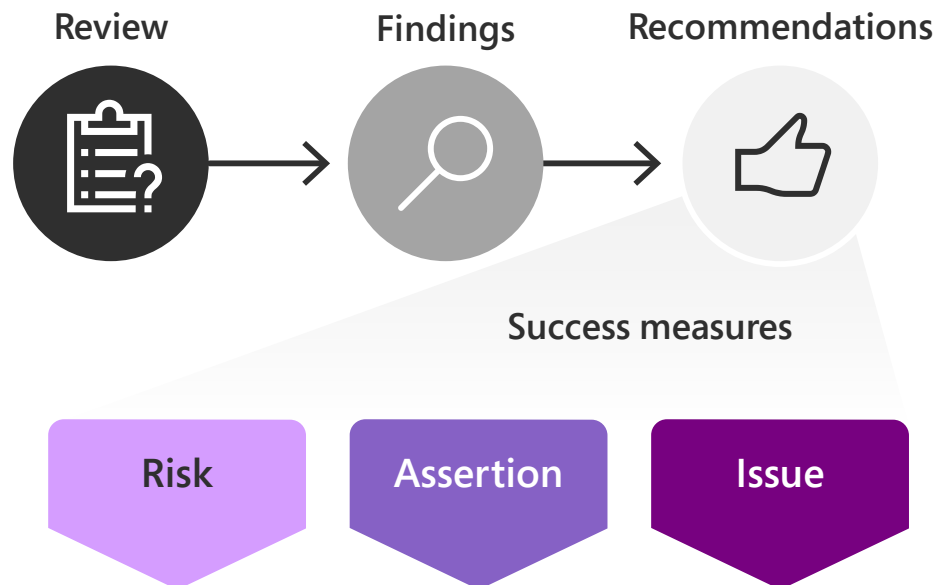 Review
Findings
Recommendations
Success measures
Risk
Assertion
Issue